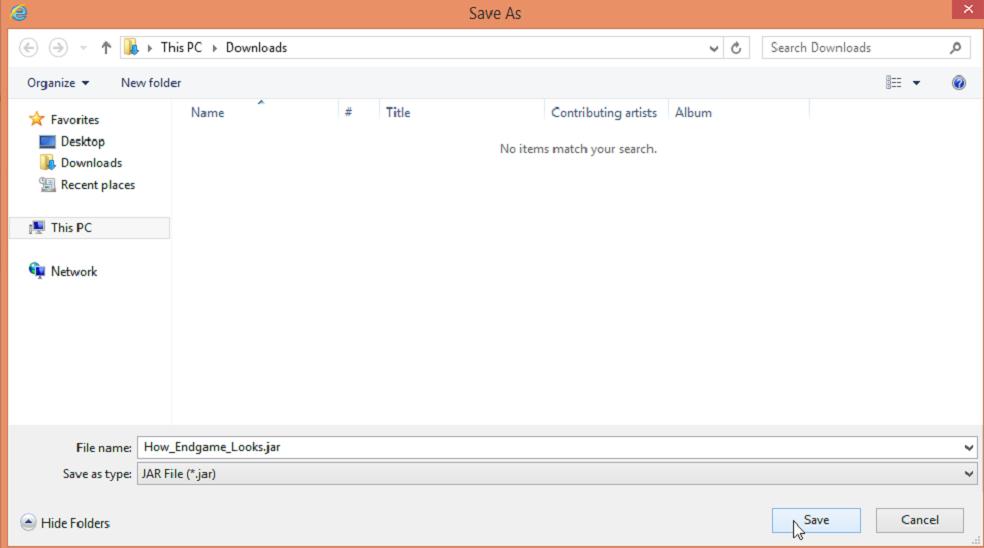 Save As
This PC Downloads
Search Downloads
Organize
New folder
Name # Title Contributing artists Album
No items match your search.
Favorites
Desktop
Downloads
Recent places
This PC
Network
File name: How_Endgame_Looks.jar
Save as type: JAR File (*.jar)
Hide Folders
Save
Cancel